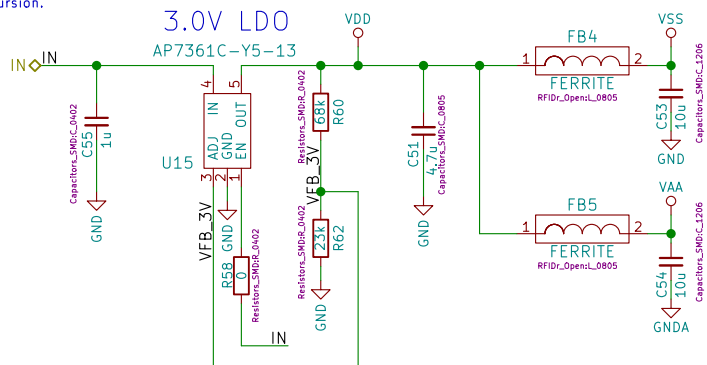 ursion.
3.0V LDO
AP7361C-Y5-13
VDD
VSS
IN
IN
4
5
1
FB4
2
FERRITE
RFIDr_Open:L_0805
Capacitors_SMD:C_0402
C55
1u
GND
IN
OUT
ADJ
GND
EN
U15
3
2
1
GND
VFB_3V
R58
0
Resistors_SMD:R_0402
IN
Resistors_SMD:R_0402
68k
R60
VFB_3V
Resistors_SMD:R_0402
23k
R62
GND
C51
4.7u
Capacitors_SMD:C_0805
GND
C53
10u
Capacitors_SMD:C_1206
GND
VAA
1
FB5
2
FERRITE
RFIDr_Open:L_0805
C54
10u
Capacitors_SMD:C_1206
GNDA